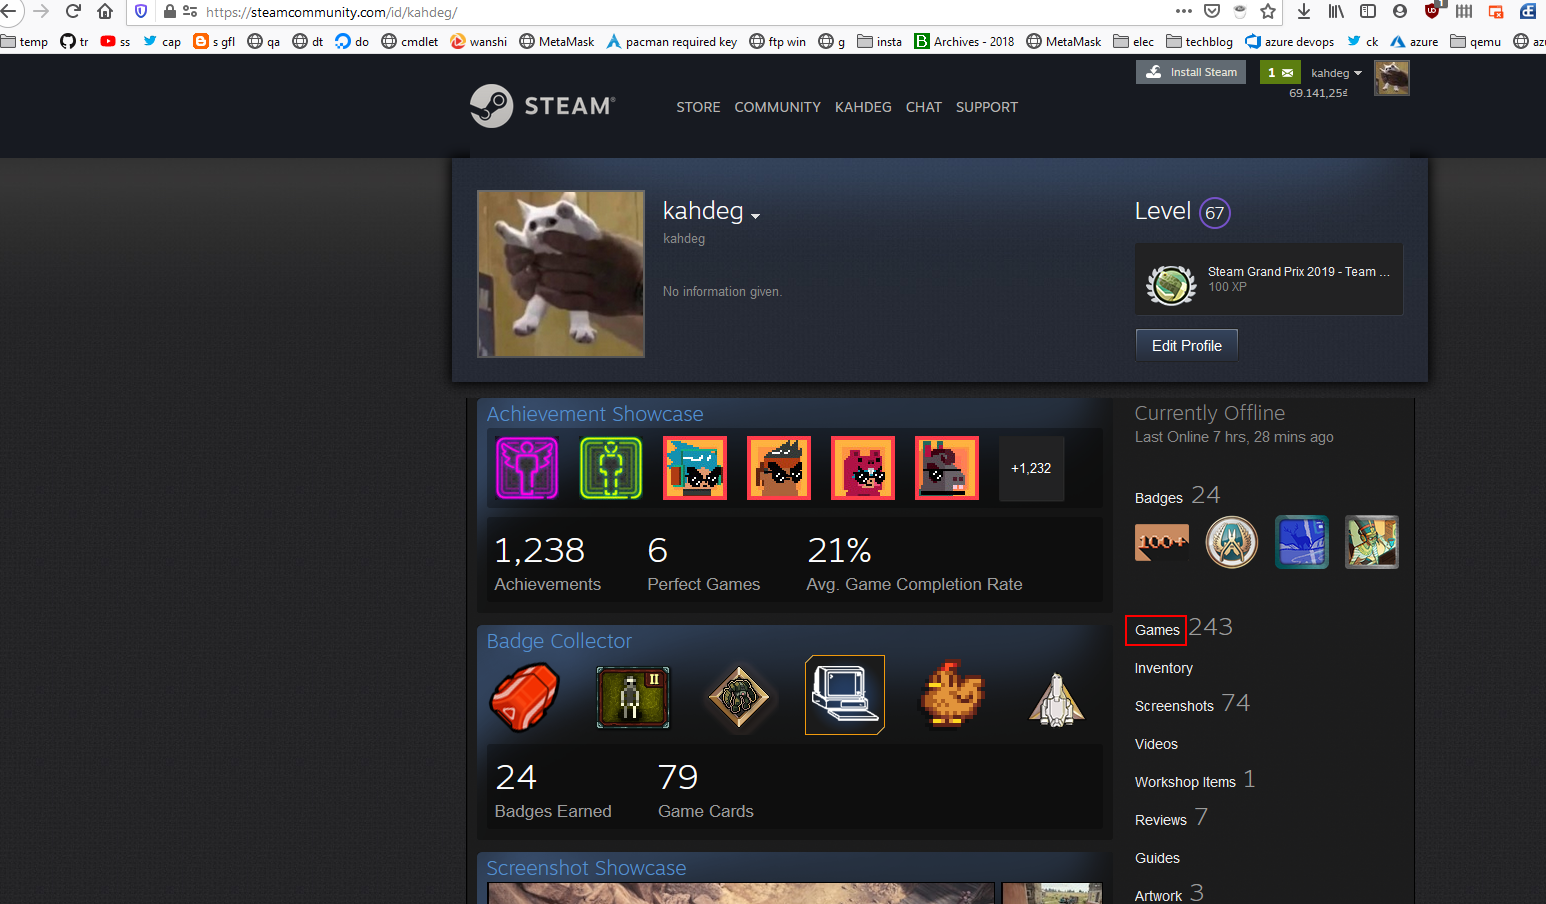 https://steamcommunity.com/id/kahdeg/
temp tr ss cap s gfl qa dt do cmdlet wanshi MetaMask pacman required key ftp win g insta Archives - 2018 MetaMask elec techblog azure devops ck azure qemu
Install Steam 1 kahdeg
69.141,25₫
STEAM® STORE COMMUNITY KAHDEG CHAT SUPPORT
kahdeg
kahdeg
No information given.
Level 67
Steam Grand Prix 2019 - Team ...
100 XP
Edit Profile
Achievement Showcase
+1,232
1,238 6 21%
Achievements Perfect Games Avg. Game Completion Rate
Badge Collector
II
24 79
Badges Earned Game Cards
Screenshot Showcase
Currently Offline
Last Online 7 hrs, 28 mins ago
Badges 24
100+
Games 243
Inventory
Screenshots 74
Videos
Workshop Items 1
Reviews 7
Guides
Artwork 3